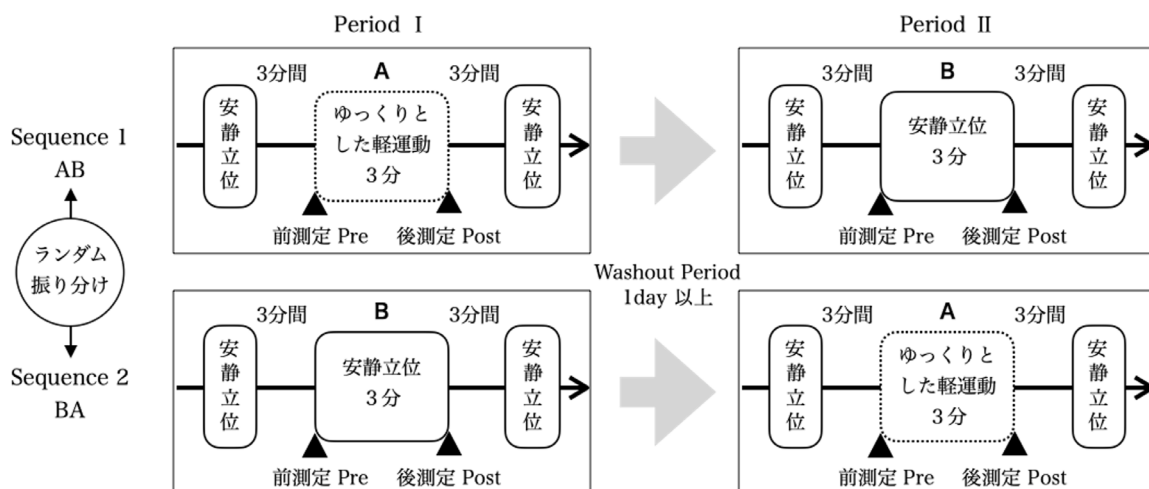 Period Ⅰ
Period Ⅱ
Sequence 1
AB
ランダム
振り分け
Sequence 2
BA
3分間
A
3分間
安静立位
ゆっくりと
した軽運動
3分
安静立位
前測定 Pre
後測定 Post
3分間
B
3分間
安静立位
安静立位
3分
安静立位
前測定 Pre
後測定 Post
Washout Period
1day 以上
3分間
B
3分間
安静立位
安静立位
3分
安静立位
前測定 Pre
後測定 Post
3分間
A
3分間
安静立位
ゆっくりと
した軽運動
3分
安静立位
前測定 Pre
後測定 Post